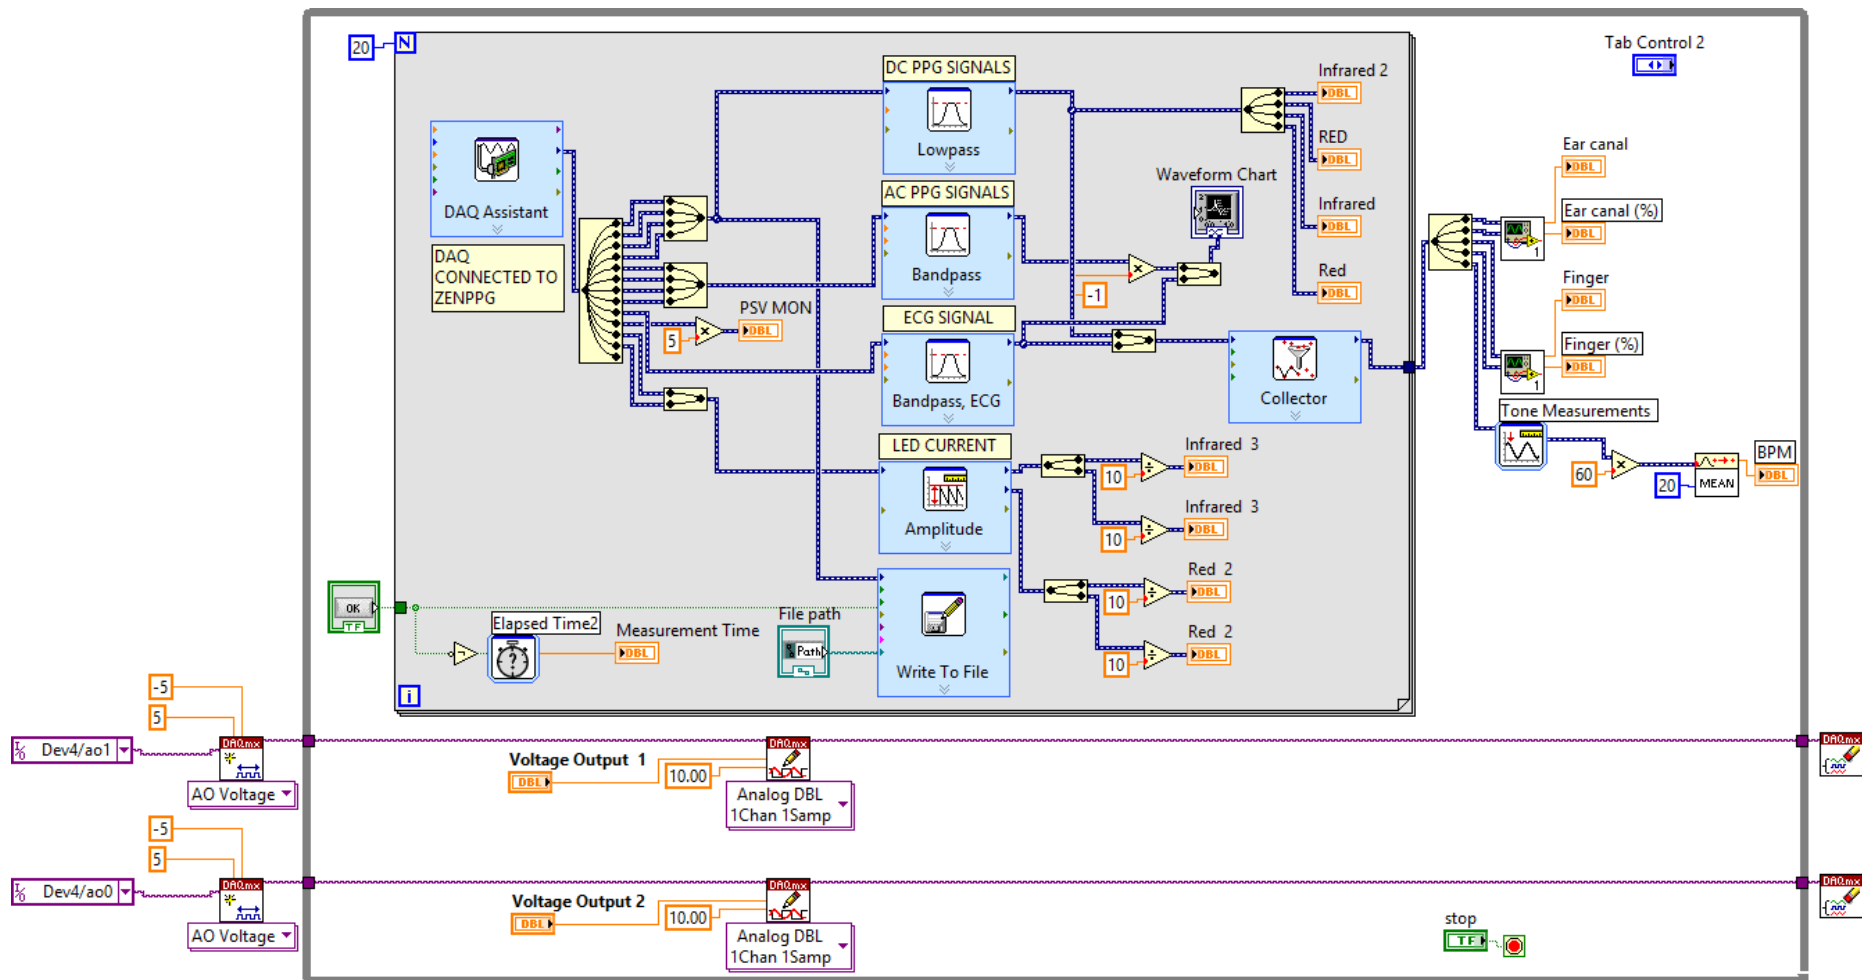 Tab Control 2
20
N
DC PPG SIGNALS
Lowpass
Infrared 2
DBL
RED
DBL
Infrared
DBL
Red
DBL
DAQ Assistant
DAQ
CONNECTED TO
ZENPPG
AC PPG SIGNALS
Bandpass
Waveform Chart
-1
PSV MON
5
DBL
ECG SIGNAL
Bandpass, ECG
Collector
Ear canal
DBL
Ear canal (%)
DBL
1
Finger
DBL
Finger (%)
DBL
1
Tone Measurements
60
20
MEAN
BPM
DBL
LED CURRENT
Amplitude
Infrared 3
10
DBL
Infrared 3
10
DBL
Red 2
10
DBL
Red 2
10
DBL
OK
TF
Elapsed Time2
?
Measurement Time
DBL
File path
Path
Write To File
i
-5
5
Dev4/ao1
DAQmx
AO Voltage
Voltage Output 1
DBL
10.00
DAQmx
Analog DBL
1Chan 1Samp
DAQmx
-5
5
Dev4/ao0
DAQmx
AO Voltage
Voltage Output 2
DBL
10.00
DAQmx
Analog DBL
1Chan 1Samp
DAQmx
stop
TF